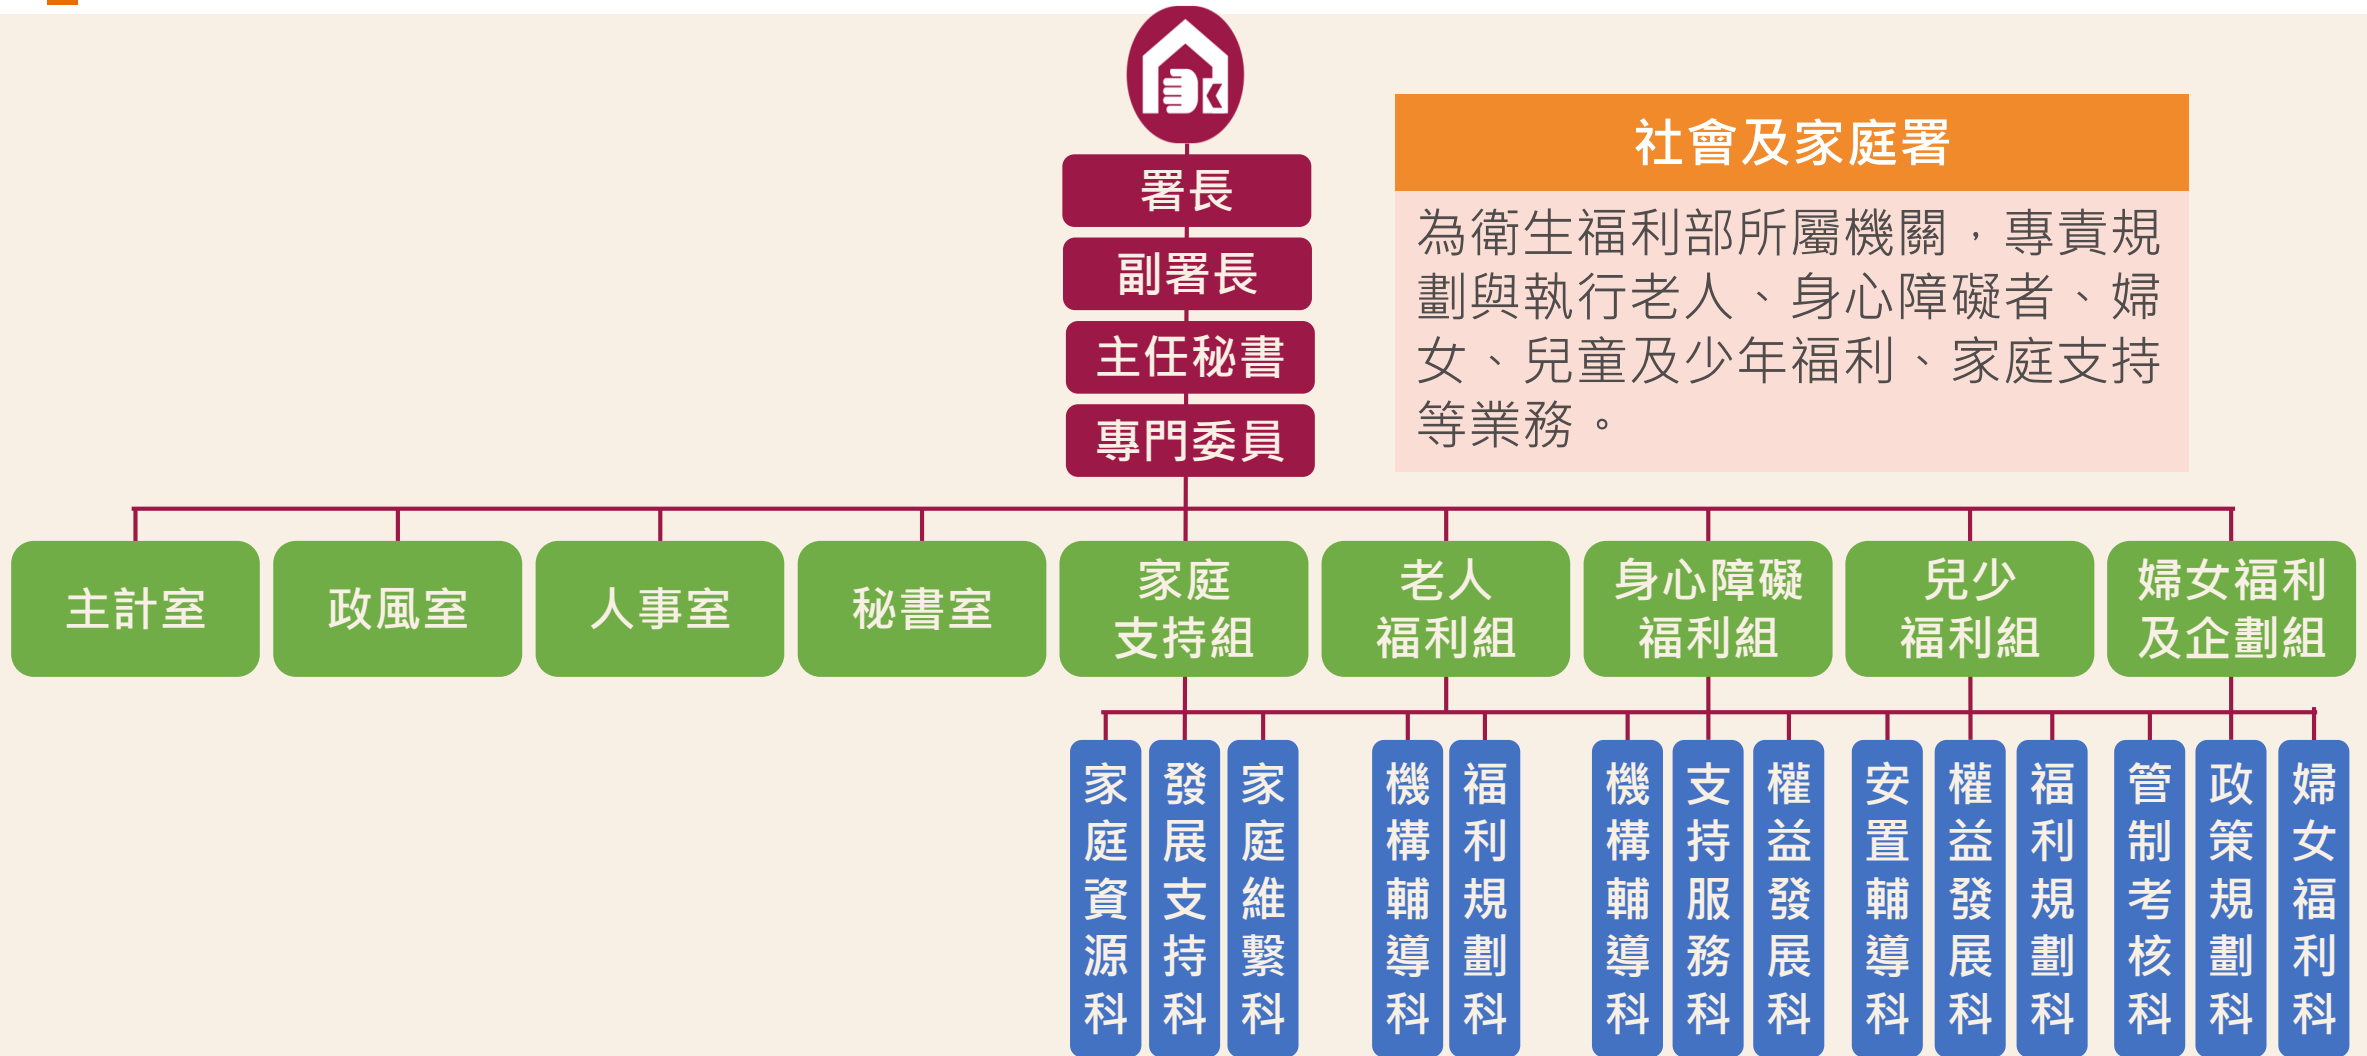 社會及家庭署
為衛生福利部所屬機關，專責規
劃與執行老人、身心障礙者、婦
女、兒童及少年福利、家庭支持
等業務。
署長
副署長
主任秘書
專門委員
主計室
政風室
人事室
秘書室
家庭
支持組
老人
福利組
身心障礙
福利組
兒少
福利組
婦女福利
及企劃組
家庭資源科
發展支持科
家庭維繫科
機構輔導科
福利規劃科
機構輔導科
支持服務科
權益發展科
安置輔導科
權益發展科
福利規劃科
管制考核科
政策規劃科
婦女福利科